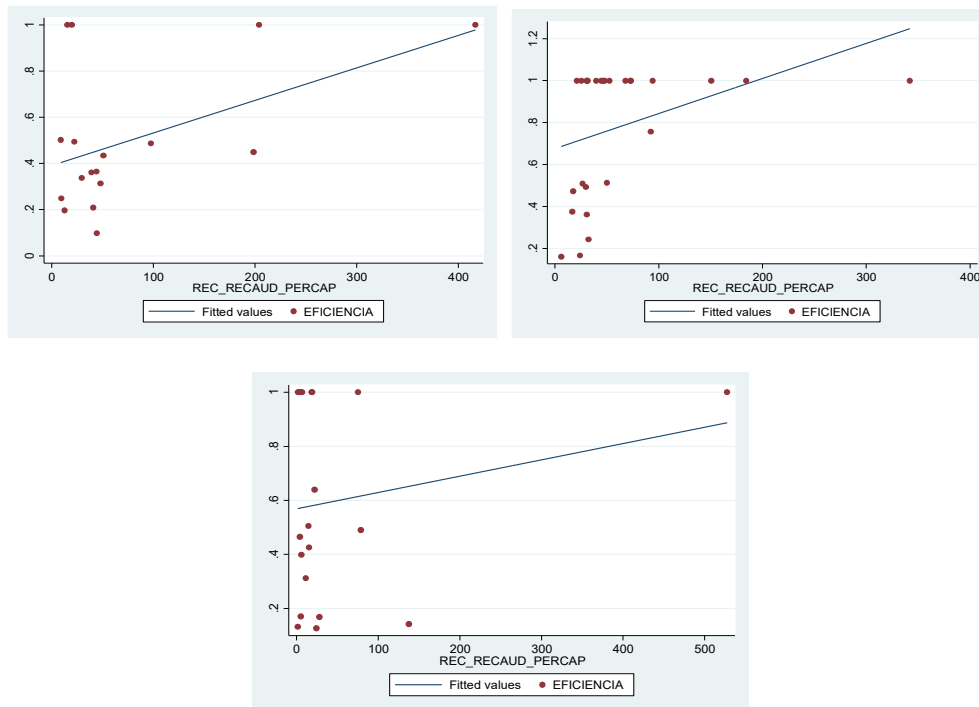 1
.8
.6
.4
.2
0
0 100 200 300 400
REC_RECAUD_PERCAP
Fitted values EFICIENCIA
1.2
1
.8
.6
.4
.2
0 100 200 300 400
REC_RECAUD_PERCAP
Fitted values EFICIENCIA
1
.8
.6
.4
.2
0 100 200 300 400 500
REC_RECAUD_PERCAP
Fitted values EFICIENCIA